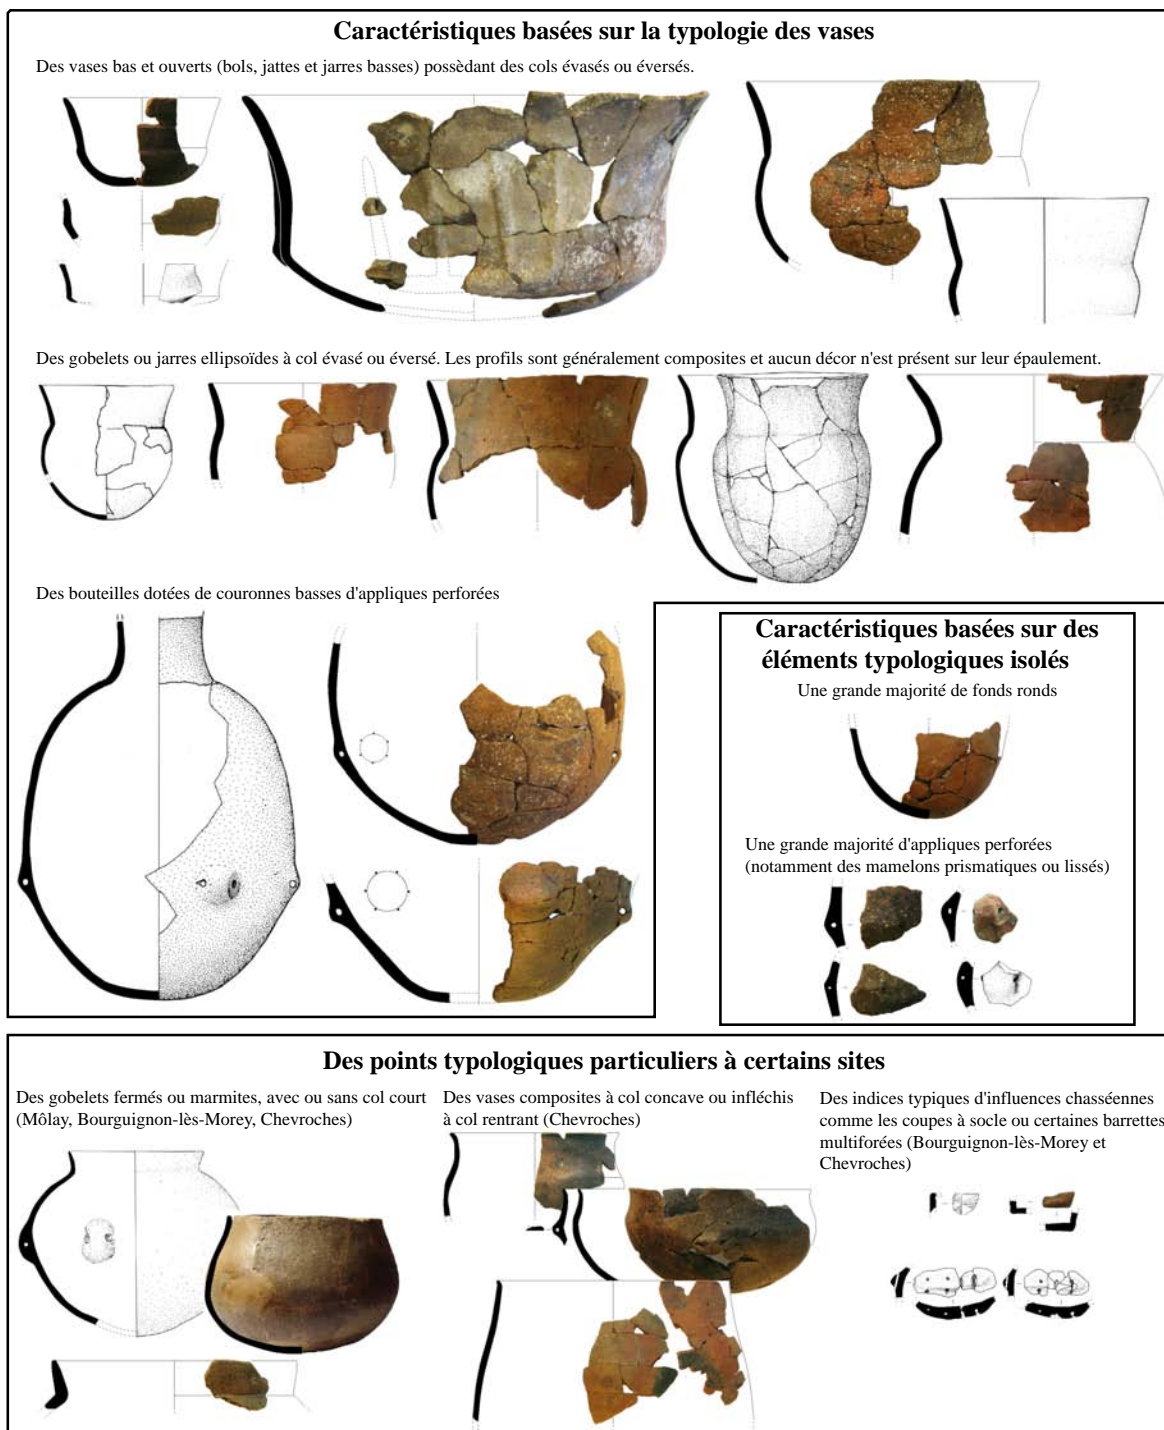 Caractéristiques basées sur la typologie des vases
Des vases bas et ouverts (bols, jattes et jarres basses) possèdant des cols évasés ou éversés.
Des gobelets ou jarres ellipsoïdes à col évasé ou éversé. Les profils sont généralement composites et aucun décor n'est présent sur leur épaulement.
Des bouteilles dotées de couronnes basses d'appliques perforées
Caractéristiques basées sur des
éléments typologiques isolés
Une grande majorité de fonds ronds
Une grande majorité d'appliques perforées
(notamment des mamelons prismatiques ou lissés)
Des points typologiques particuliers à certains sites
Des gobelets fermés ou marmites, avec ou sans col court
(Môlay, Bourguignon-lès-Morey, Chevroches)
Des vases composites à col concave ou infléchis
à col rentrant (Chevroches)
Des indices typiques d'influences chasséennes
comme les coupes à socle ou certaines barrettes
multiforées (Bourguignon-lès-Morey et
Chevroches)